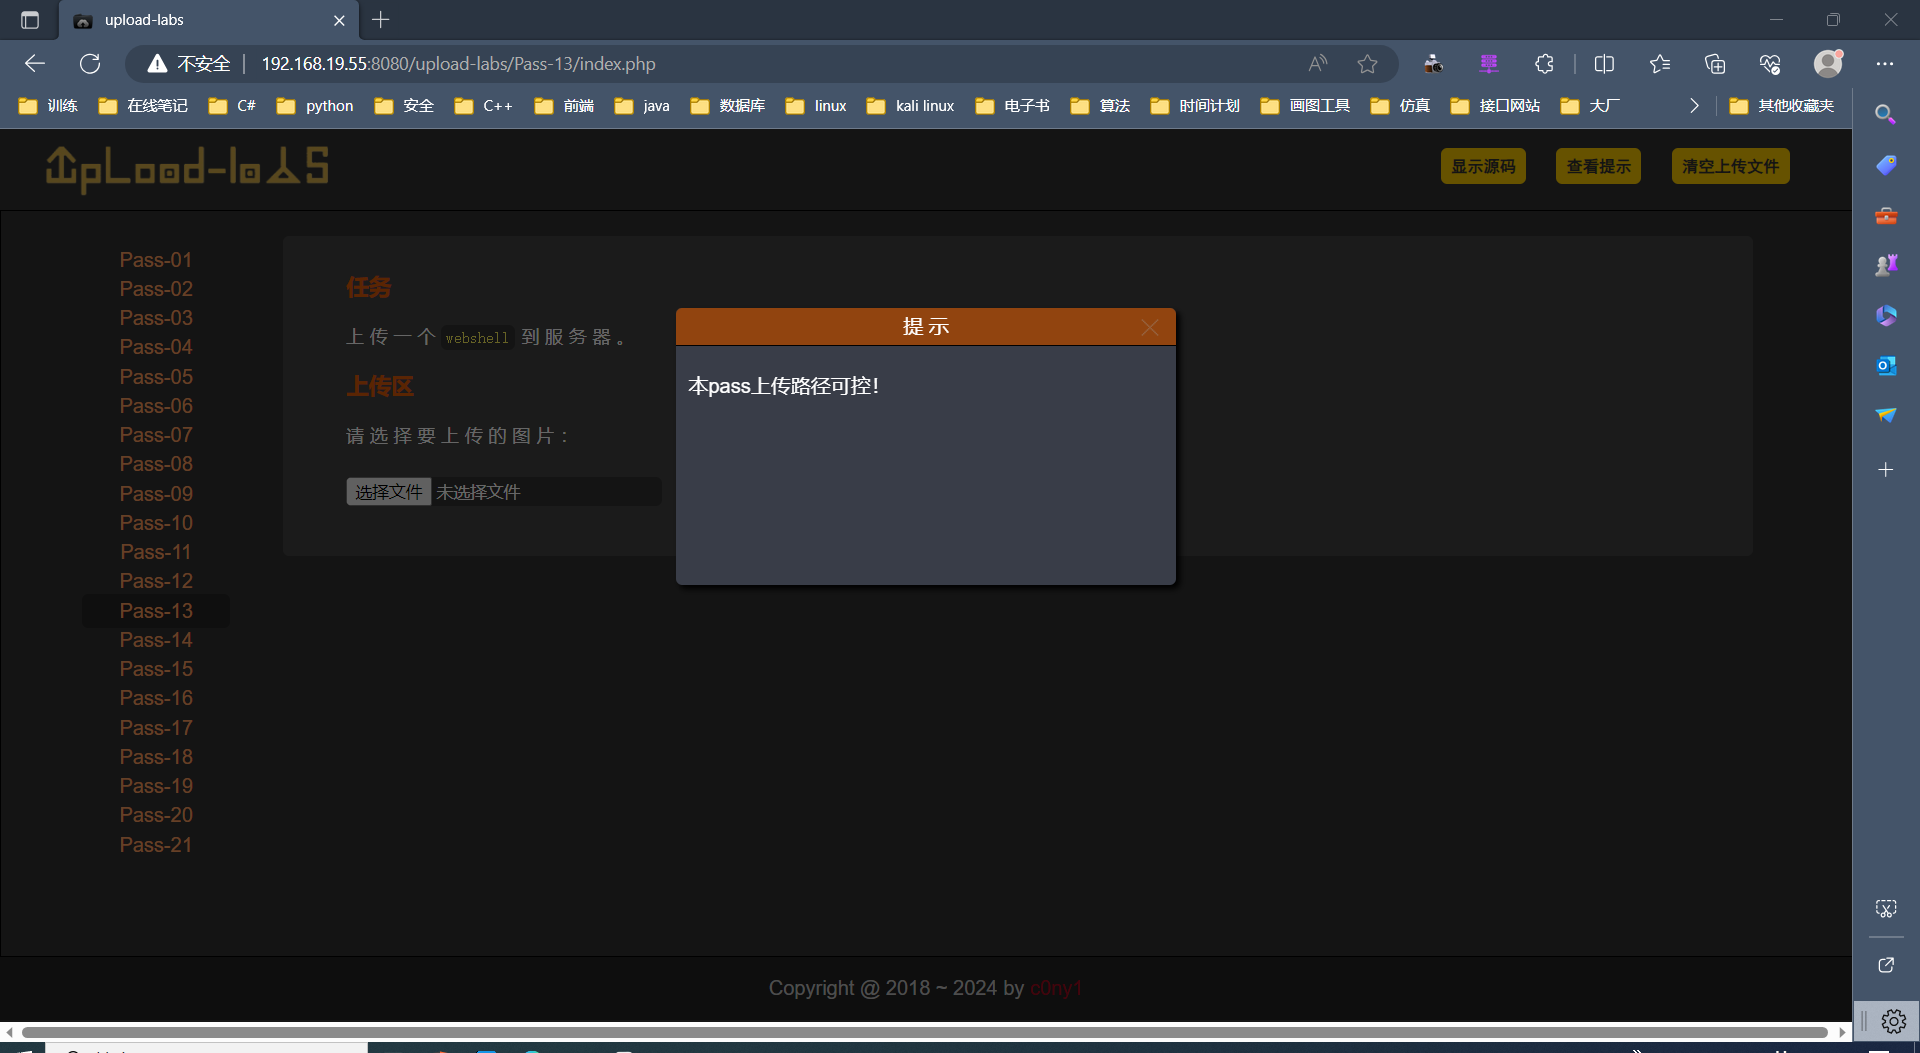 upload-labs
不安全 192.168.19.55:8080/upload-labs/Pass-13/index.php
训练 在线笔记 C# python 安全 C++ 前端 java 数据库 linux kali linux 电子书 算法 时间计划 画图工具 仿真 接口网站 大厂 其他收藏夹
UpLoad-labs 显示源码 查看提示 清空上传文件
Pass-01
Pass-02
Pass-03
Pass-04
Pass-05
Pass-06
Pass-07
Pass-08
Pass-09
Pass-10
Pass-11
Pass-12
Pass-13
Pass-14
Pass-15
Pass-16
Pass-17
Pass-18
Pass-19
Pass-20
Pass-21
任务
上传一个 webshell 到服务器。
上传区
请选择要上传的图片：
选择文件 未选择文件
提示
本pass上传路径可控！
Copyright @ 2018 ~ 2024 by c0ny1